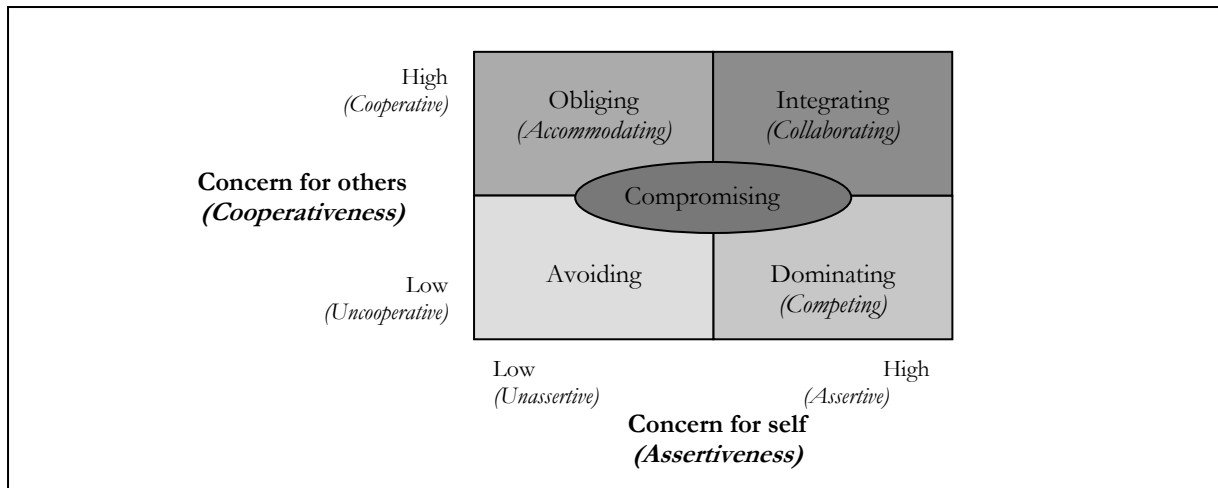 High
(Cooperative)
Obliging
(Accommodating)
Integrating
(Collaborating)
Concern for others
(Cooperativeness)
Compromising
Low
(Uncooperative)
Avoiding
Dominating
(Competing)
Low
(Unassertive)
High
(Assertive)
Concern for self
(Assertiveness)